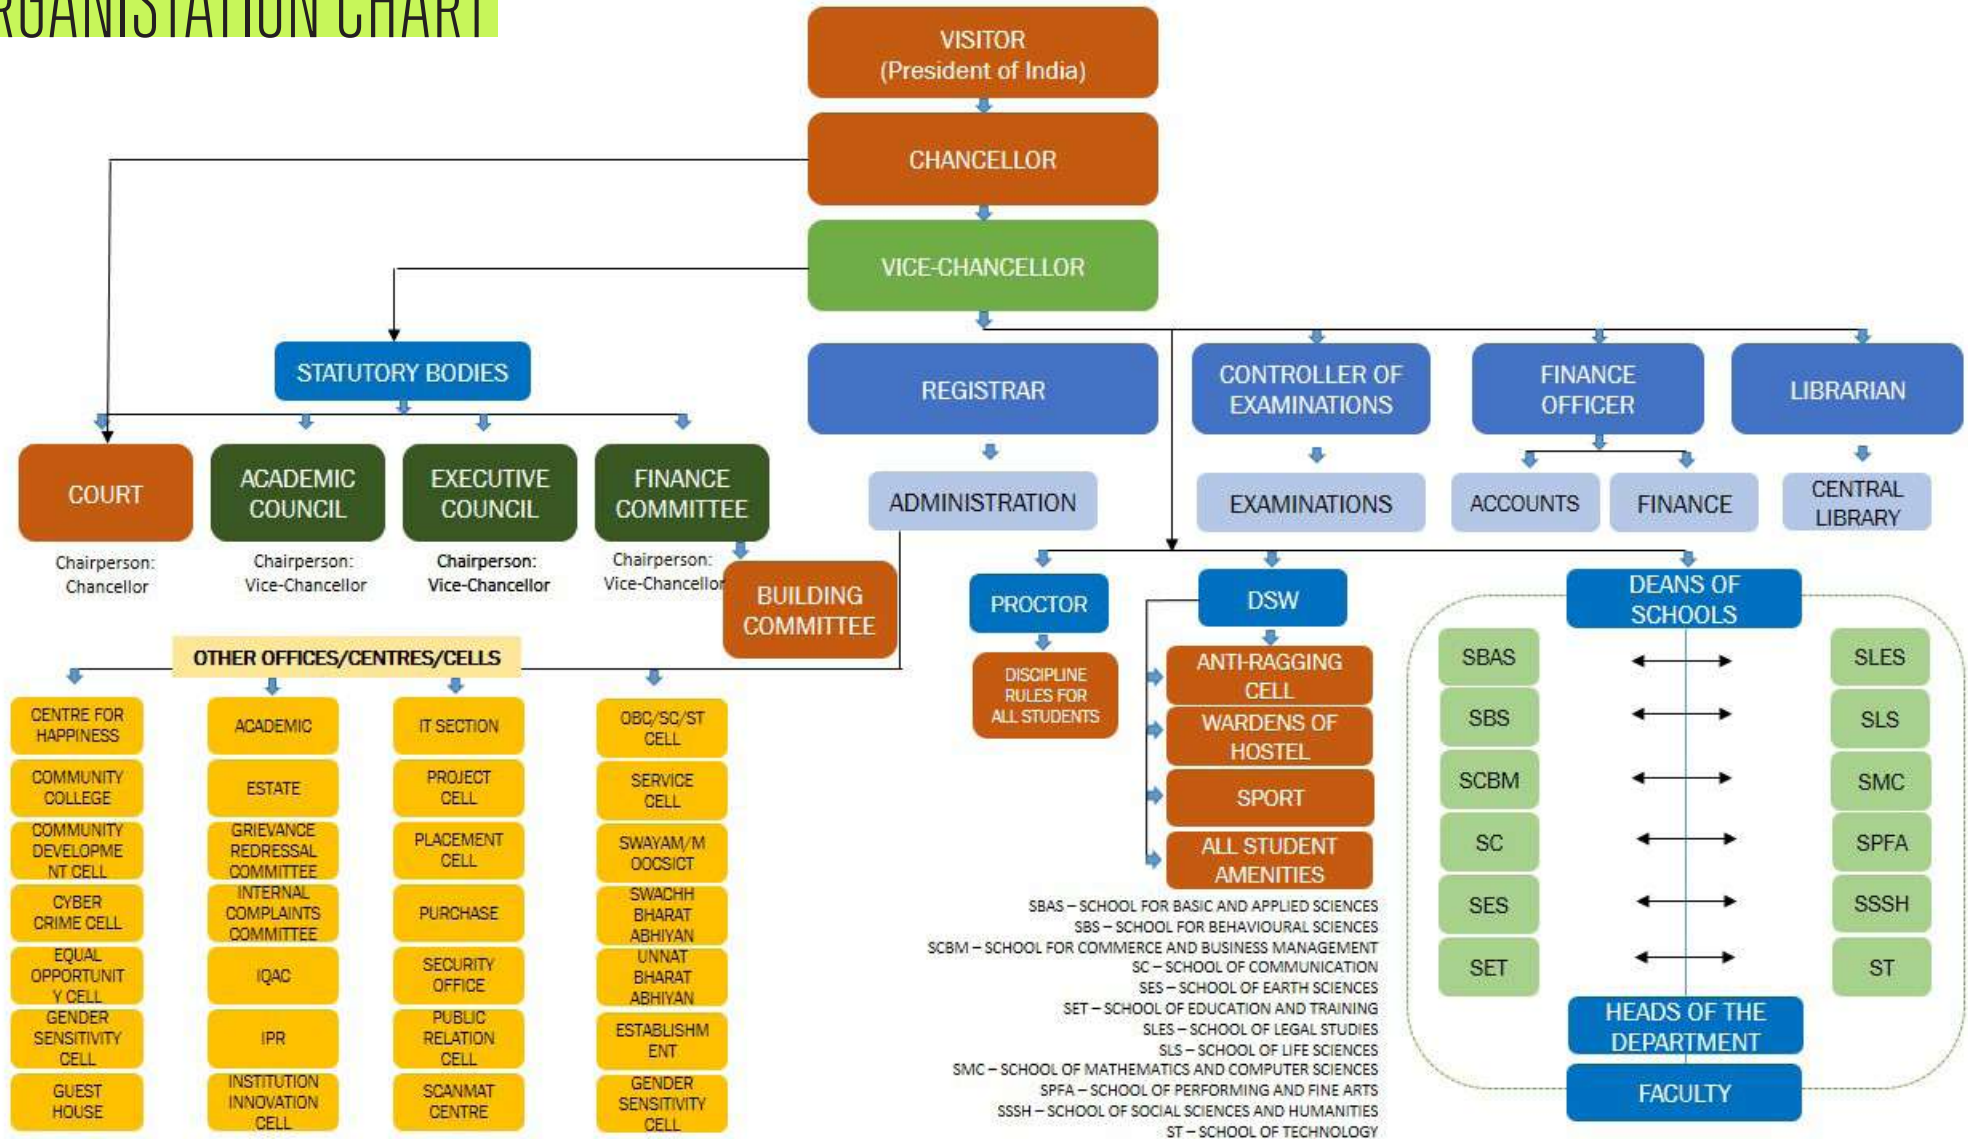 RGANISTATION CHART
VISITOR
(President of India)
CHANCELLOR
VICE-CHANCELLOR
STATUTORY BODIES
REGISTRAR
CONTROLLER OF
EXAMINATIONS
FINANCE
OFFICER
LIBRARIAN
COURT
ACADEMIC
COUNCIL
EXECUTIVE
COUNCIL
FINANCE
COMMITTEE
ADMINISTRATION
EXAMINATIONS
ACCOUNTS
FINANCE
CENTRAL
LIBRARY
Chairperson:
Chancellor
Chairperson:
Vice-Chancellor
Chairperson:
Vice-Chancellor
Chairperson:
Vice-Chancellor
BUILDING
COMMITTEE
PROCTOR
DSW
DEANS OF
SCHOOLS
DISCIPLINE
RULES FOR
ALL STUDENTS
ANTI-RAGGING
CELL
WARDENS OF
HOSTEL
SPORT
ALL STUDENT
AMENITIES
SBAS
SLES
SBS
SLS
SCBM
SMC
SC
SPFA
SES
SSSH
SET
ST
HEADS OF THE
DEPARTMENT
FACULTY
OTHER OFFICES/CENTRES/CELLS
CENTRE FOR
HAPPINESS
COMMUNITY
COLLEGE
COMMUNITY
DEVELOPME
NT CELL
CYBER
CRIME CELL
EQUAL
OPPORTUNIT
Y CELL
GENDER
SENSITIVITY
CELL
GUEST
HOUSE
ACADEMIC
ESTATE
GRIEVANCE
REDRESSAL
COMMITTEE
INTERNAL
COMPLAINTS
COMMITTEE
IQAC
IPR
INSTITUTION
INNOVATION
CELL
IT SECTION
PROJECT
CELL
PLACEMENT
CELL
PURCHASE
SECURITY
OFFICE
PUBLIC
RELATION
CELL
SCANMAT
CENTRE
OBC/SC/ST
CELL
SERVICE
CELL
SWAYAM/M
OOCSICT
SWACHH
BHARAT
ABHIYAN
UNNAT
BHARAT
ABHIYAN
ESTABLISHM
ENT
GENDER
SENSITIVITY
CELL
SBAS – SCHOOL FOR BASIC AND APPLIED SCIENCES
SBS – SCHOOL FOR BEHAVIOURAL SCIENCES
SCBM – SCHOOL FOR COMMERCE AND BUSINESS MANAGEMENT
SC – SCHOOL OF COMMUNICATION
SES – SCHOOL OF EARTH SCIENCES
SET – SCHOOL OF EDUCATION AND TRAINING
SLES – SCHOOL OF LEGAL STUDIES
SLS – SCHOOL OF LIFE SCIENCES
SMC – SCHOOL OF MATHEMATICS AND COMPUTER SCIENCES
SPFA – SCHOOL OF PERFORMING AND FINE ARTS
SSSH – SCHOOL OF SOCIAL SCIENCES AND HUMANITIES
ST – SCHOOL OF TECHNOLOGY